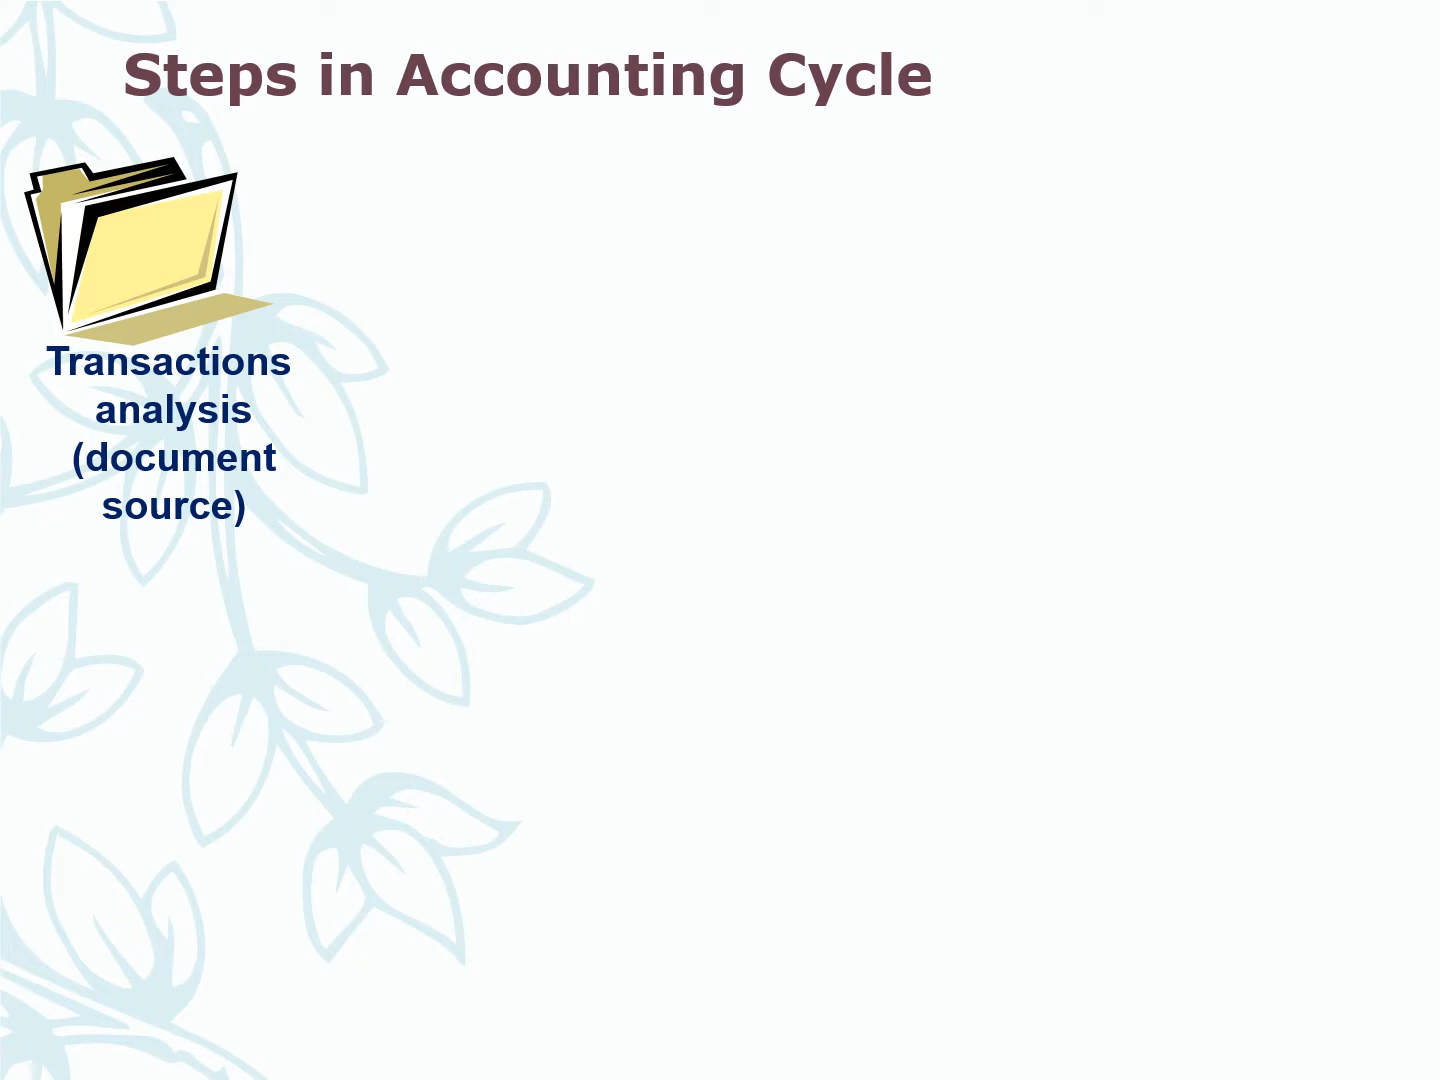 Steps in Accounting Cycle
Transactions
analysis
(document
source)